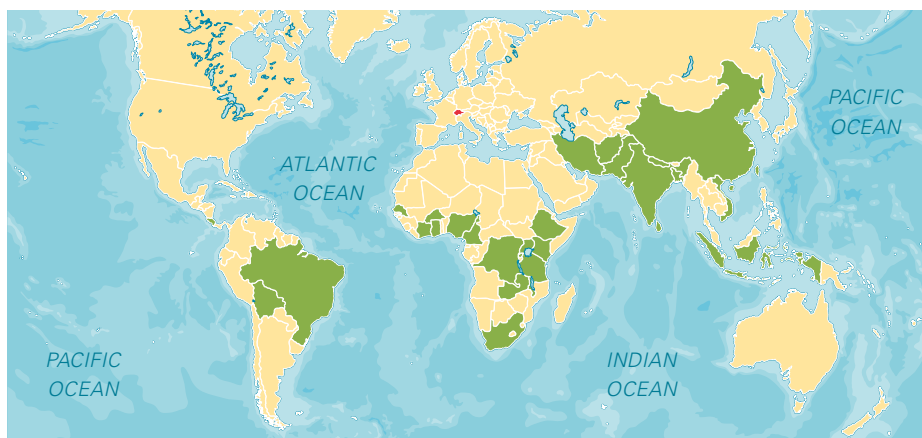 PACIFIC
OCEAN
ATLANTIC
OCEAN
PACIFIC
OCEAN
INDIAN
OCEAN